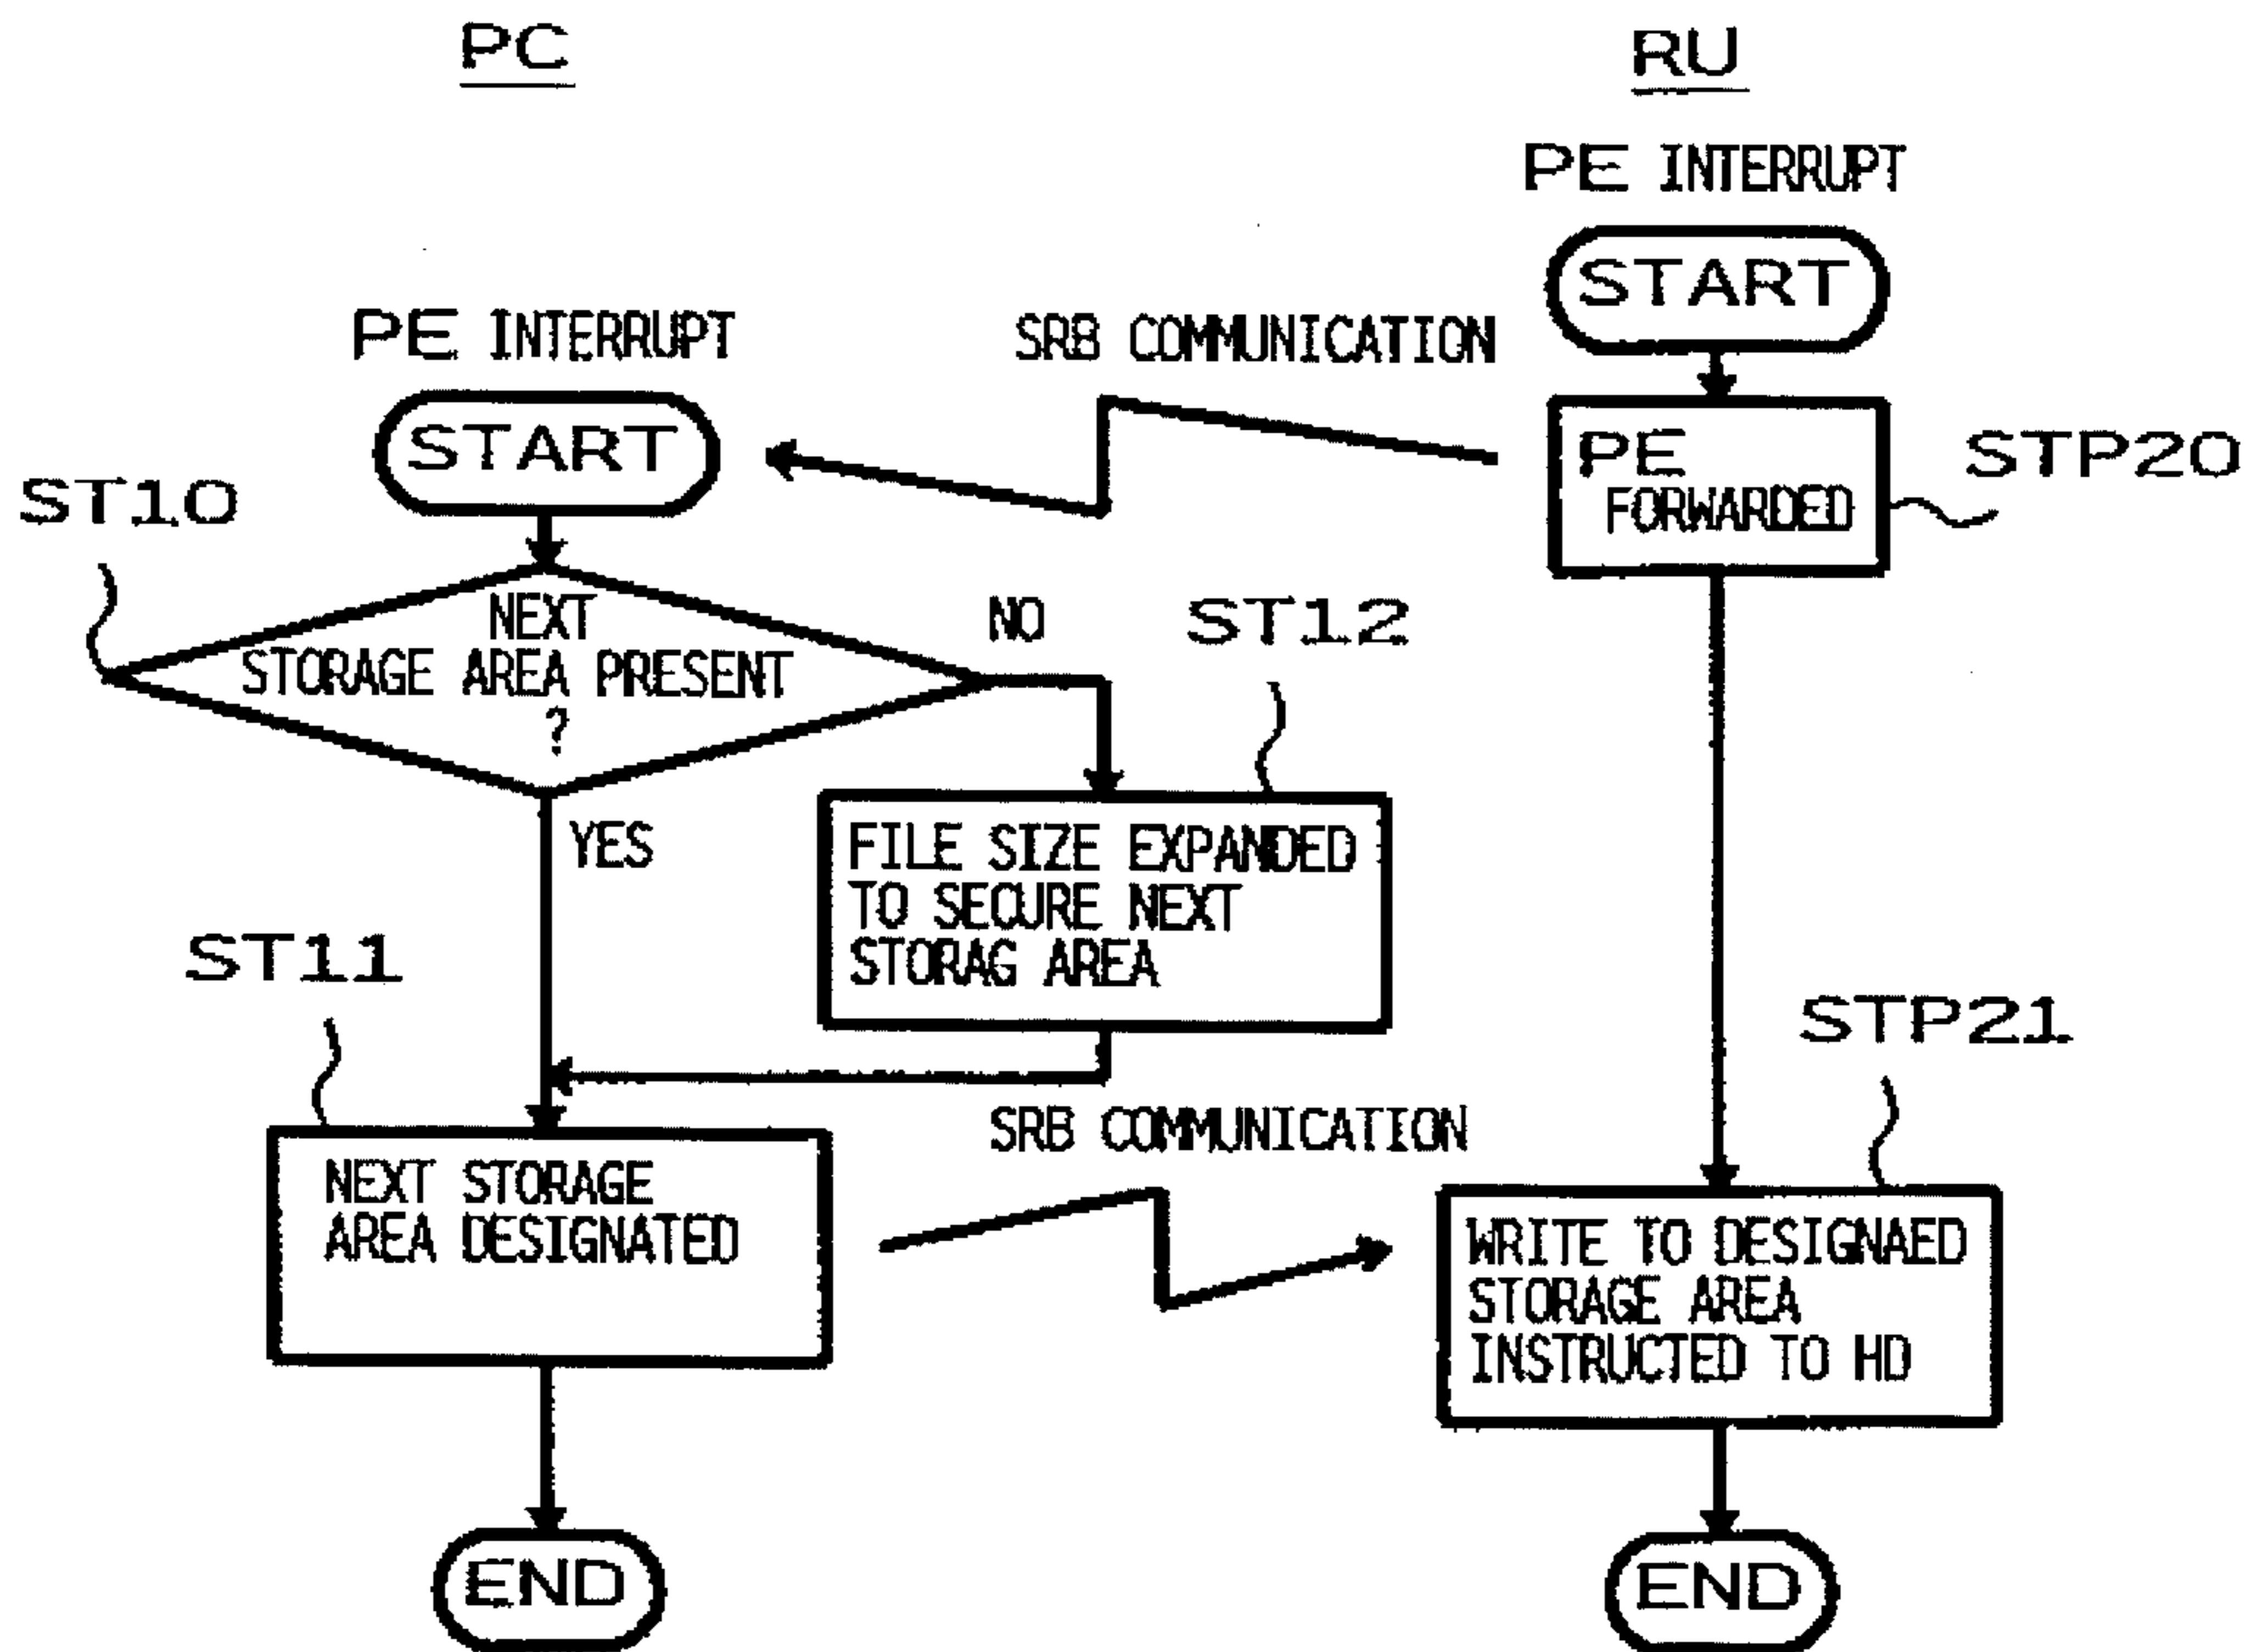 PC
RU
PE INTERRUPT
START
PE INTERRUPT
SRB COMMUNICATION
START
PE
FORWARDED
STP20
ST10
NEXT
STORAGE AREA PRESENT
?
NO
ST12
YES
FILE SIZE EXPANDED
TO SECURE NEXT
STORAG AREA
ST11
STP21
SRB COMMUNICATION
NEXT STORAGE
AREA DESIGNATED
WRITE TO DESIGNAED
STORAGE AREA
INSTRUCTED TO HD
END
END